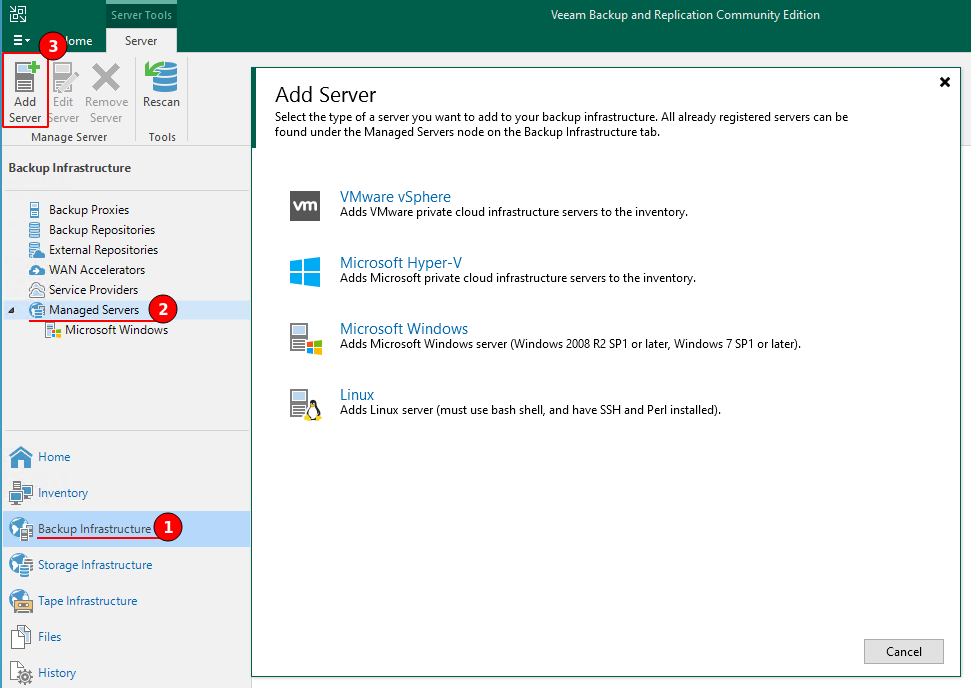 Server Tools
Veeam Backup and Replication Community Edition
ome
Server
3
Add
Server
Edit
Server
Remove
Server
Rescan
Manage Server
Tools
Backup Infrastructure
Backup Proxies
Backup Repositories
External Repositories
WAN Accelerators
Service Providers
Managed Servers
2
Microsoft Windows
Home
Inventory
Backup Infrastructure
1
Storage Infrastructure
Tape Infrastructure
Files
History
Add Server
Select the type of a server you want to add to your backup infrastructure. All already registered servers can be
found under the Managed Servers node on the Backup Infrastructure tab.
vm
VMware vSphere
Adds VMware private cloud infrastructure servers to the inventory.
Microsoft Hyper-V
Adds Microsoft private cloud infrastructure servers to the inventory.
Microsoft Windows
Adds Microsoft Windows server (Windows 2008 R2 SP1 or later, Windows 7 SP1 or later).
Linux
Adds Linux server (must use bash shell, and have SSH and Perl installed).
Cancel